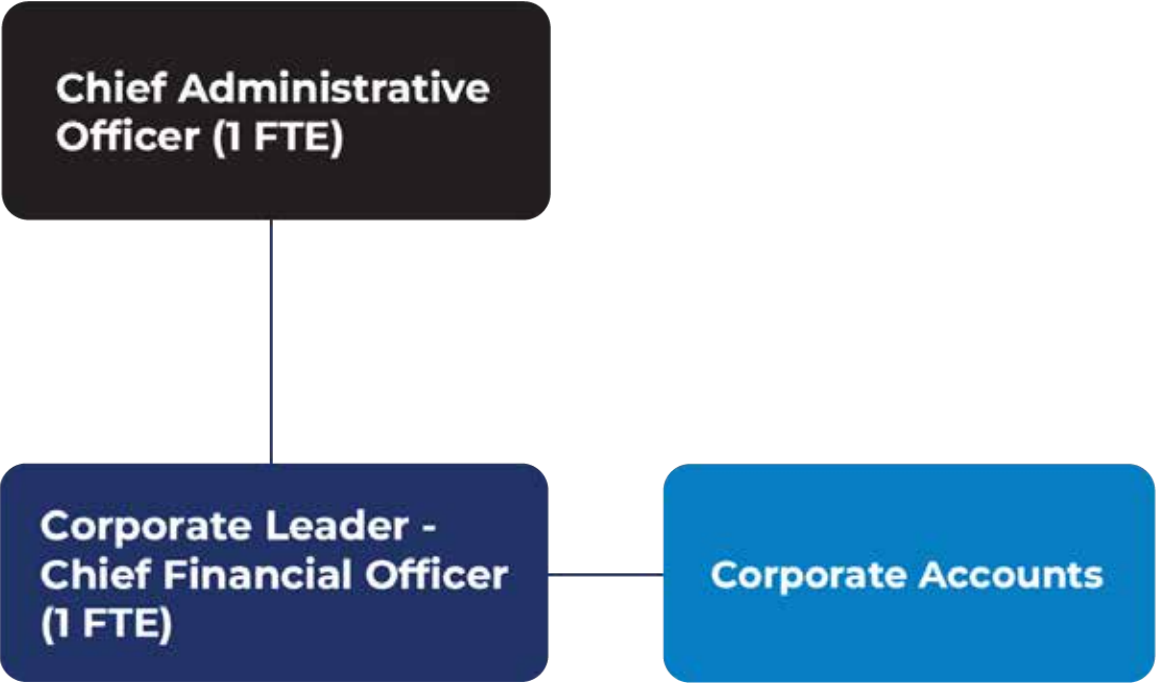 Chief Administrative
Officer (1 FTE)
Corporate Leader -
Chief Financial Officer
(1 FTE)
Corporate Accounts